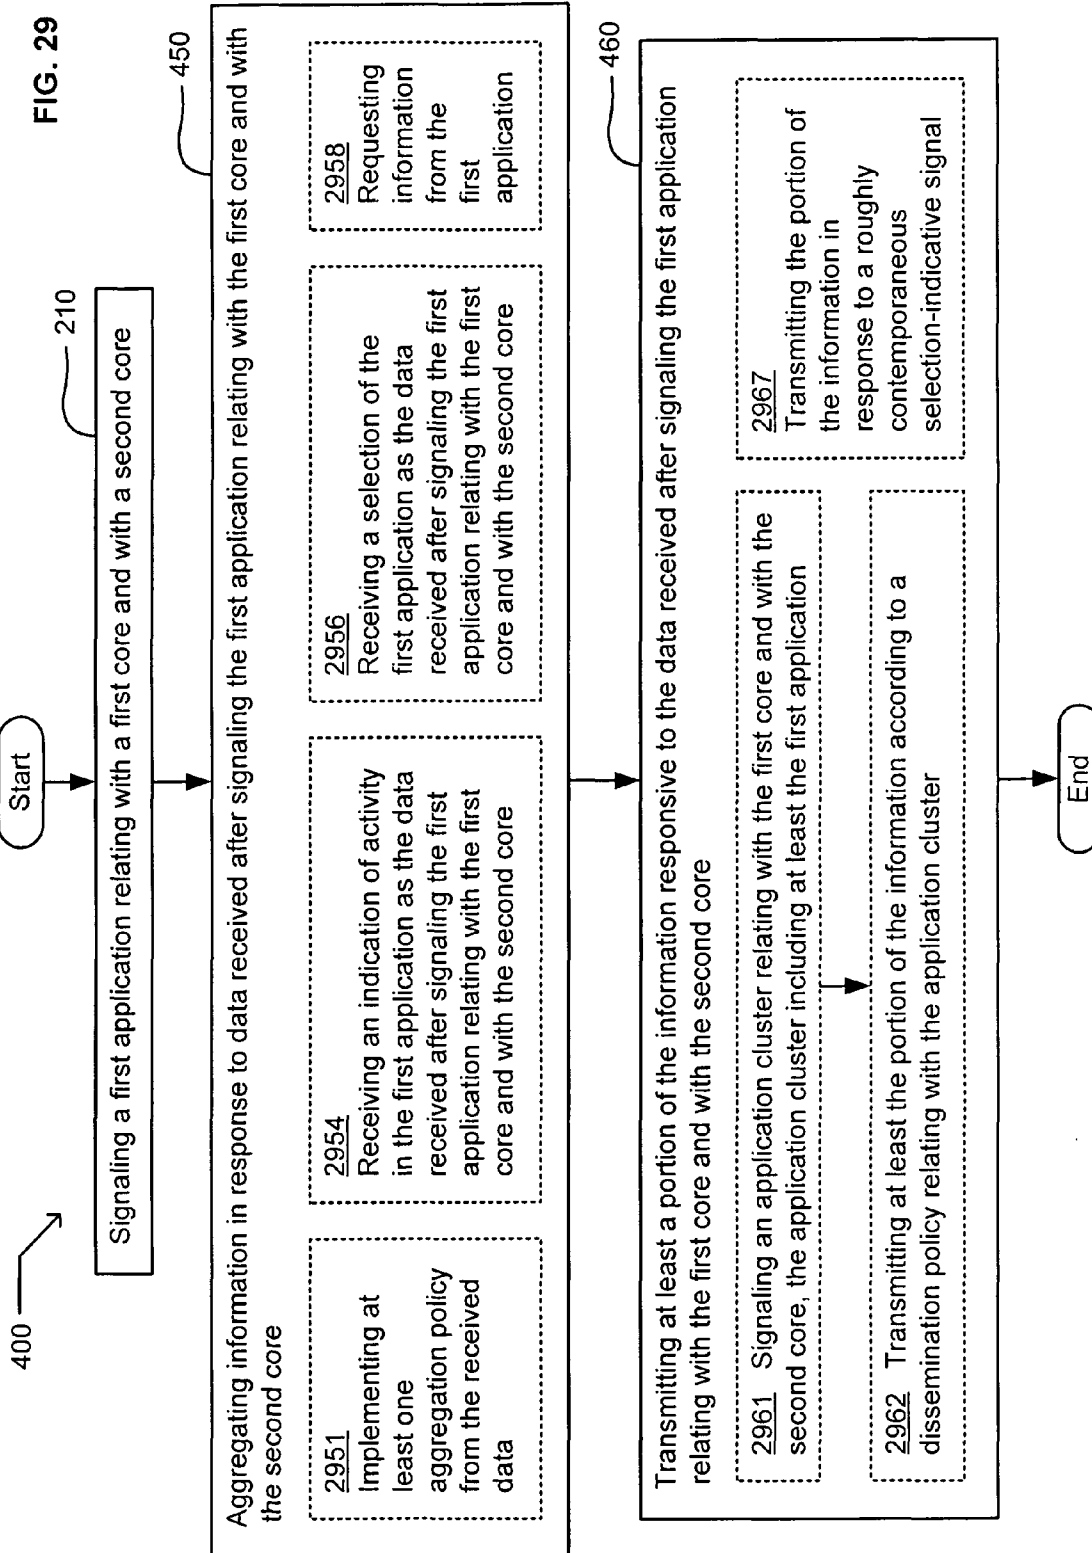 FIG. 29
400
Start
210
Signaling a first application relating with a first core and with a second core
450
Aggregating information in response to data received after signaling the first application relating with the first core and with
the second core
2951
Implementing at
least one
aggregation policy
from the received
data
2954
Receiving an indication of activity
in the first application as the data
received after signaling the first
application relating with the first
core and with the second core
2956
Receiving a selection of the
first application as the data
received after signaling the first
application relating with the first
core and with the second core
2958
Requesting
information
from the
first
application
460
Transmitting at least a portion of the information responsive to the data received after signaling the first application
relating with the first core and with the second core
2961 Signaling an application cluster relating with the first core and with the
second core, the application cluster including at least the first application
2962 Transmitting at least the portion of the information according to a
dissemination policy relating with the application cluster
2967
Transmitting the portion of
the information in
response to a roughly
contemporaneous
selection-indicative signal
End